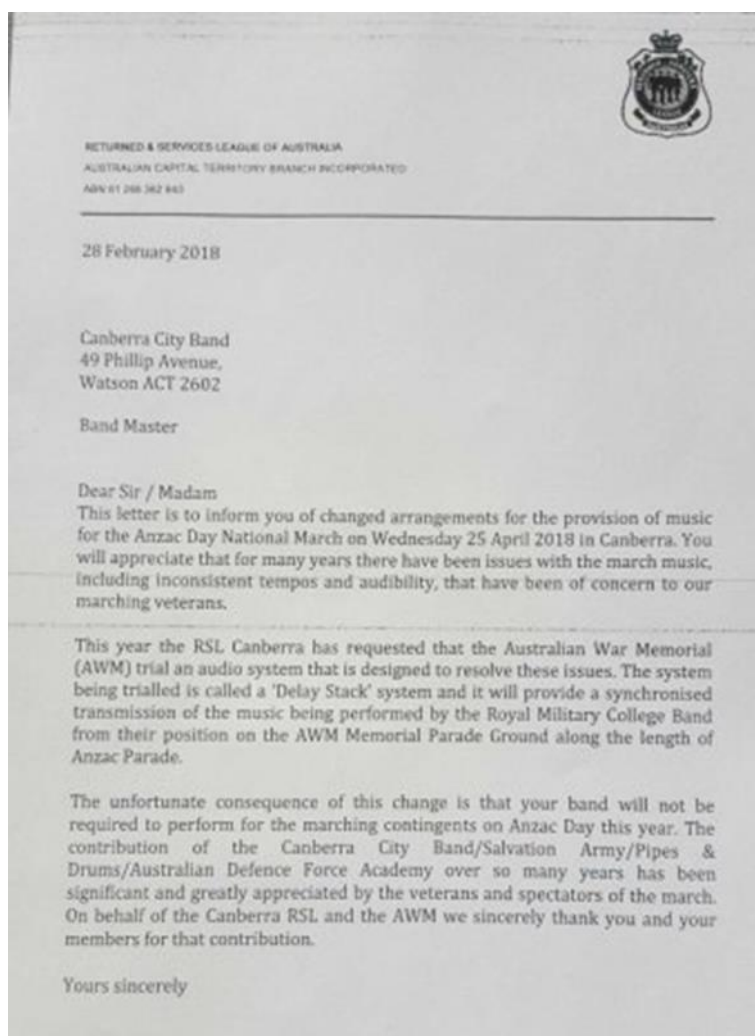 RETURNED & SERVICES LEAGUE OF AUSTRALIA
AUSTRALIAN CAPITAL TERRITORY BRANCH INCORPORATED
ABN
28 February 2018
Canberra City Band
49 Phillip Avenue,
Watson ACT 2602
Band Master
Dear Sir / Madam
This letter is to inform you of changed arrangements for the provision of music
for the Anzac Day National March on Wednesday 25 April 2018 in Canberra. You
will appreciate that for many years there have been issues with the march music,
including inconsistent tempos and audibility, that have been of concern to our
marching veterans.
This year the RSL Canberra has requested that the Australian War Memorial
(AWM) trial an audio system that is designed to resolve these issues. The system
being trialled is called a 'Delay Stack' system and it will provide a synchronised
transmission of the music being performed by the Royal Military College Band
from their position on the AWM Memorial Parade Ground along the length of
Anzac Parade.
The unfortunate consequence of this change is that your band will not be
required to perform for the marching contingents on Anzac Day this year. The
contribution of the Canberra City Band/Salvation Army/Pipes &
Drums/Australian Defence Force Academy over so many years has been
significant and greatly appreciated by the veterans and spectators of the march.
On behalf of the Canberra RSL and the AWM we sincerely thank you and your
members for that contribution.
Yours sincerely